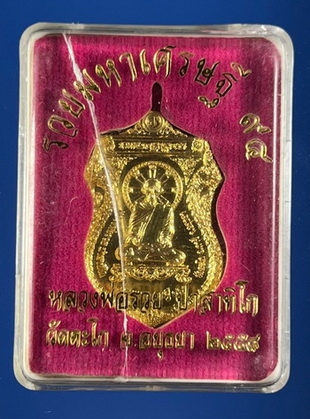 รวยมหาเศรษฐี ๙๔
หลวงพ่อรวย ปาสาทิโก
วัดตะโก จ.อยุธยา ๒๕๕๘